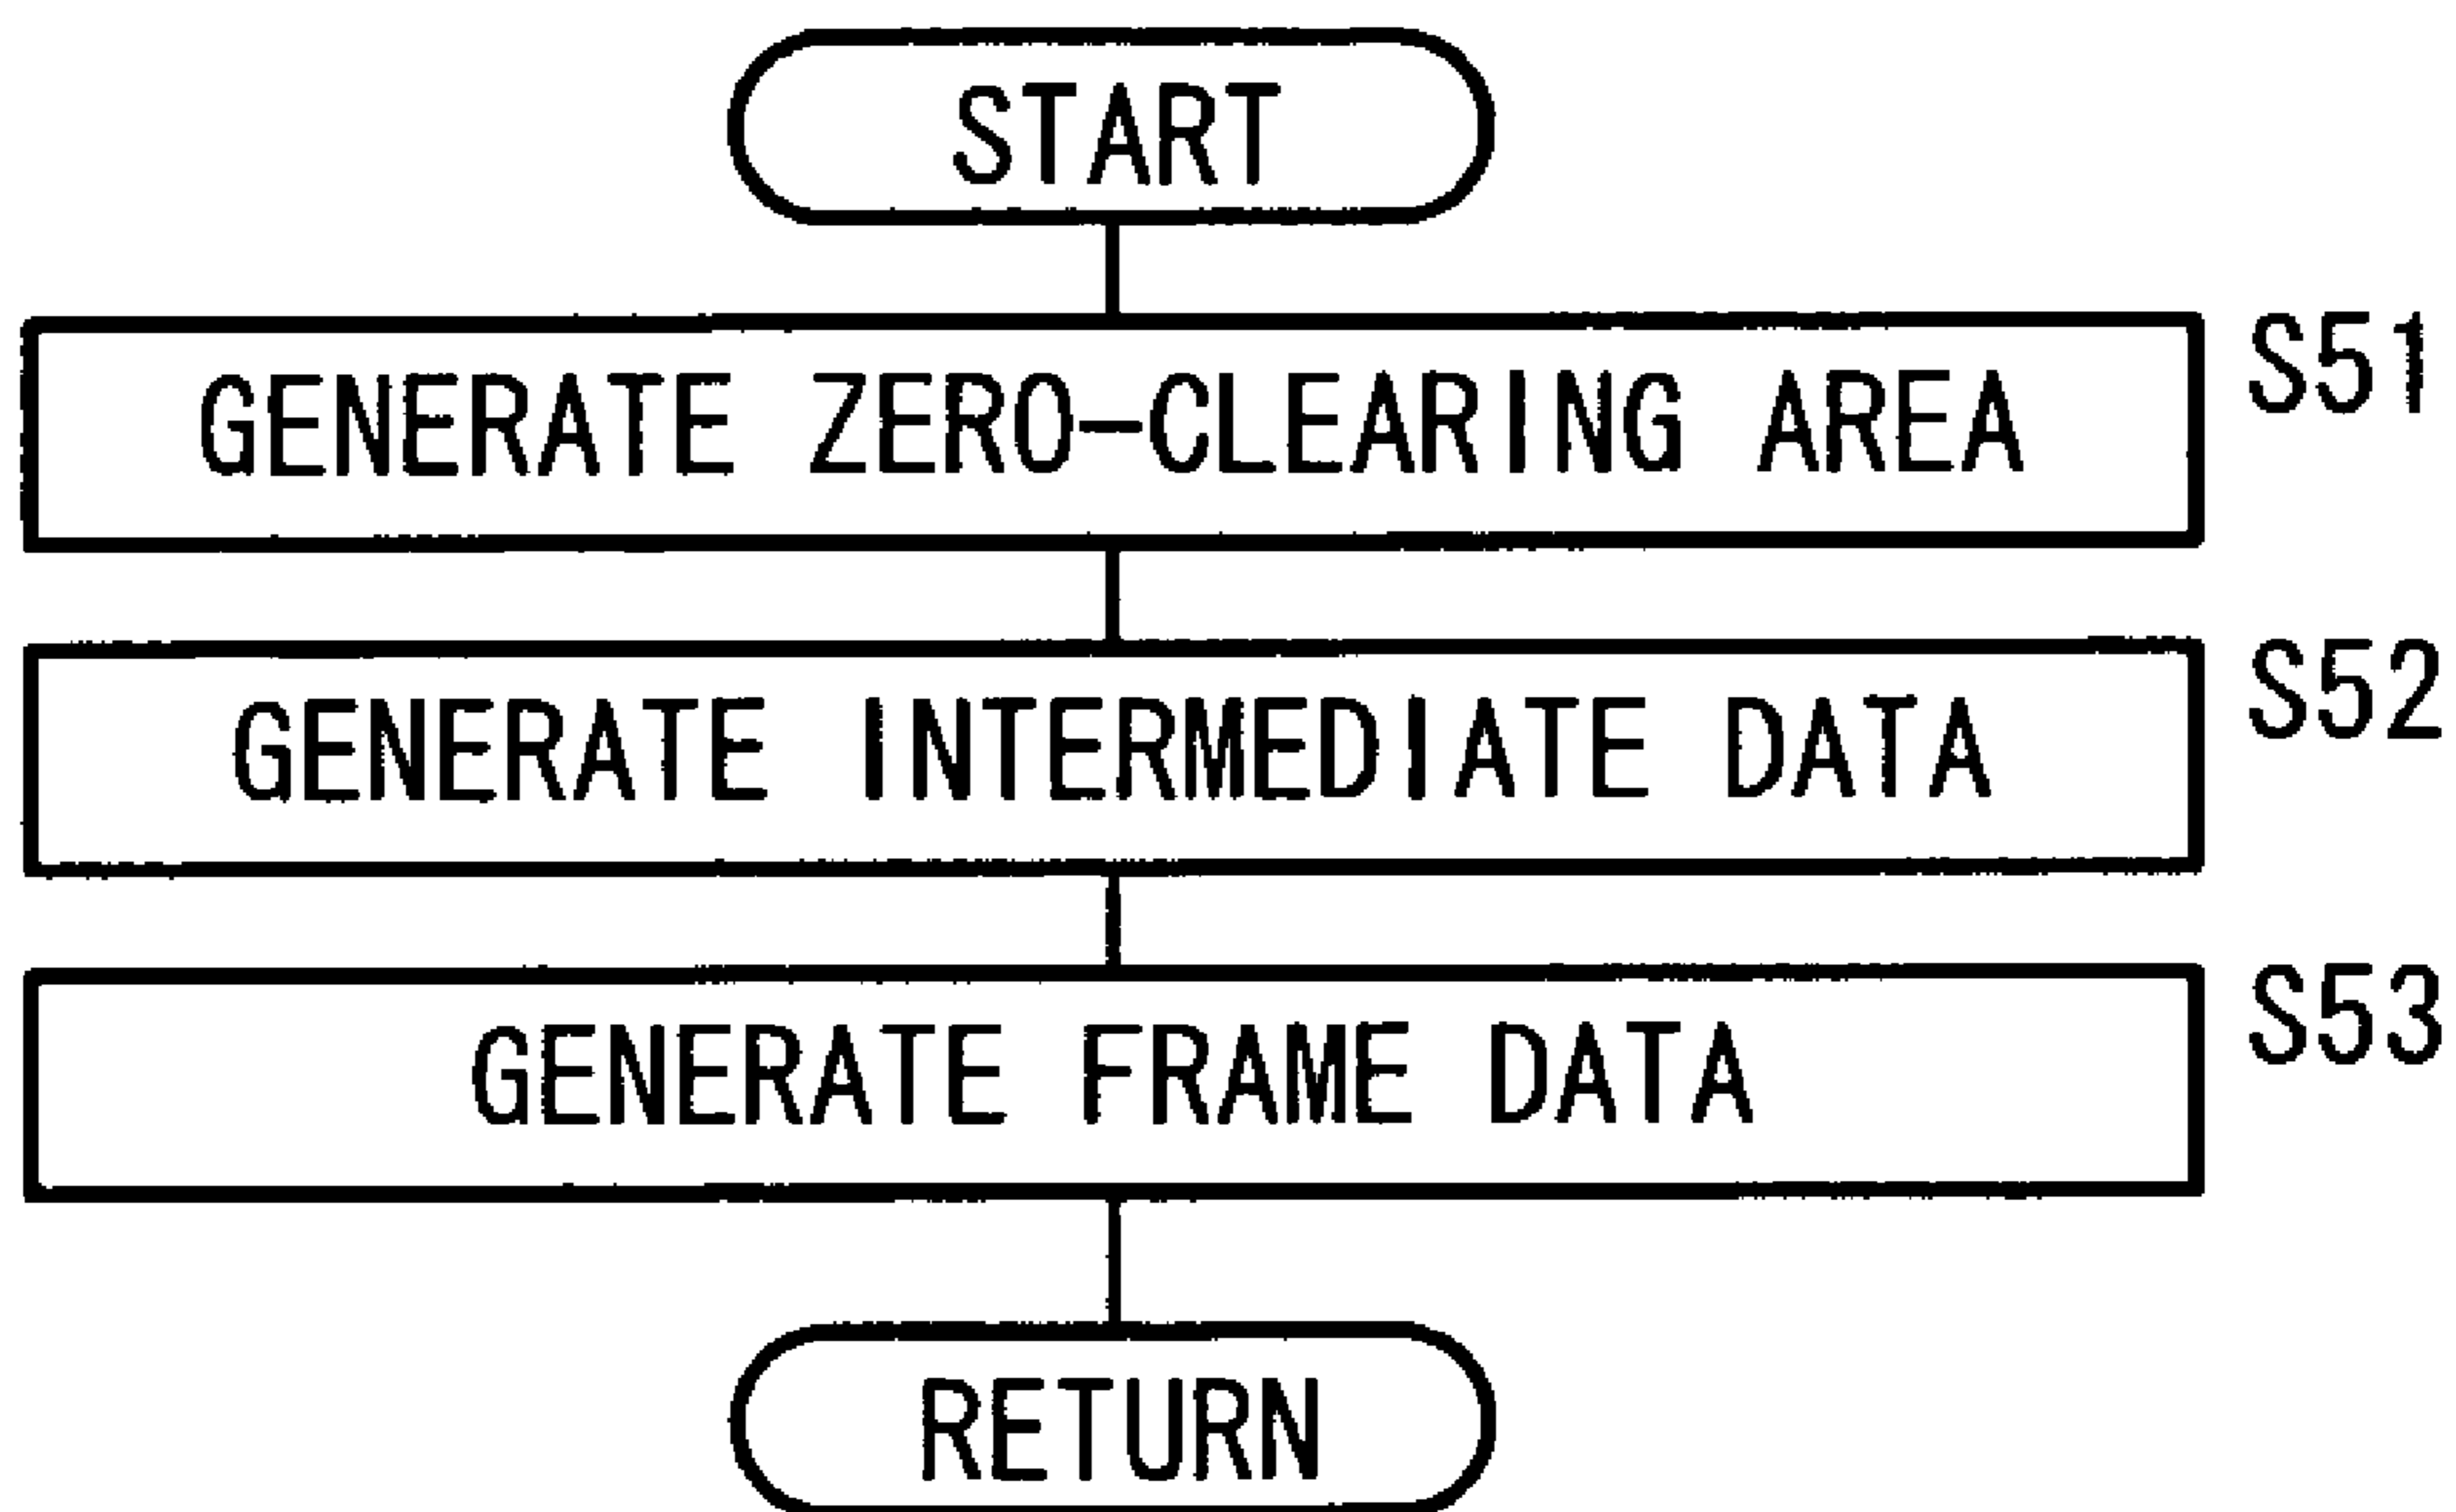 START
GENERATE ZERO-CLEARING AREA S51
GENERATE INTERMEDIATE DATA S52
GENERATE FRAME DATA S53
RETURN